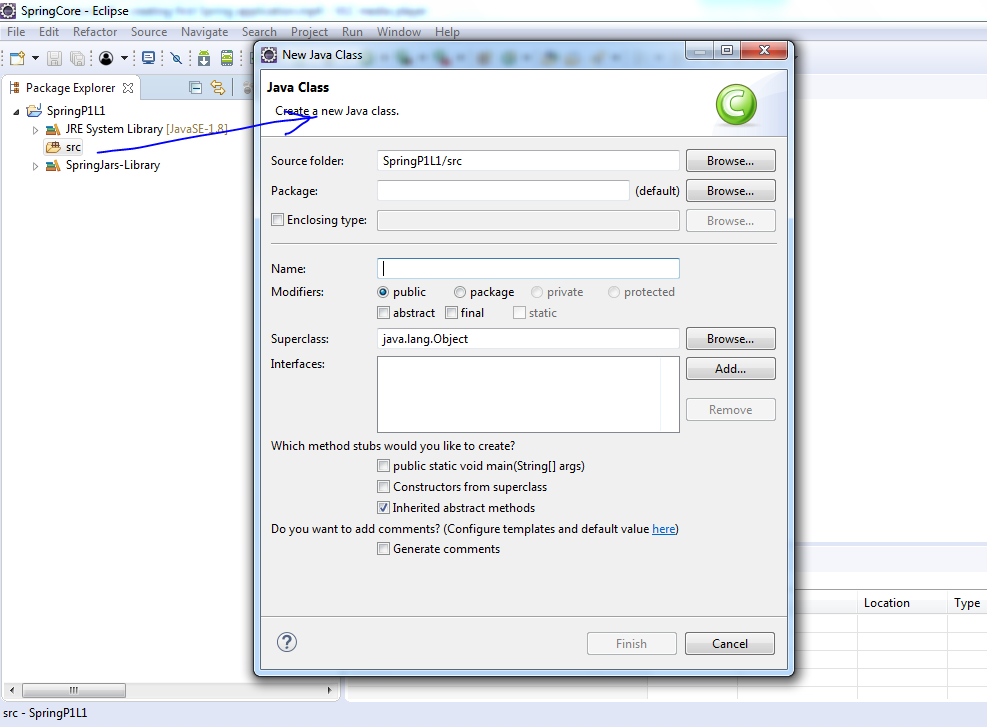 SpringCore - Eclipse
File Edit Refactor Source Navigate Search Project Run Window Help
New Java Class
Package Explorer
Java Class
Create a new Java class.
SpringP1L1
JRE System Library [JavaSE-1.8]
src
SpringJars-Library
Source folder: SpringP1L1/src Browse...
Package: (default) Browse...
Enclosing type: Browse...
Name:
Modifiers: public package private protected
abstract final static
Superclass: java.lang.Object Browse...
Interfaces: Add...
Remove
Which method stubs would you like to create?
public static void main(String[] args)
Constructors from superclass
Inherited abstract methods
Do you want to add comments? (Configure templates and default value here)
Generate comments
Location Type
Finish Cancel
src - SpringP1L1